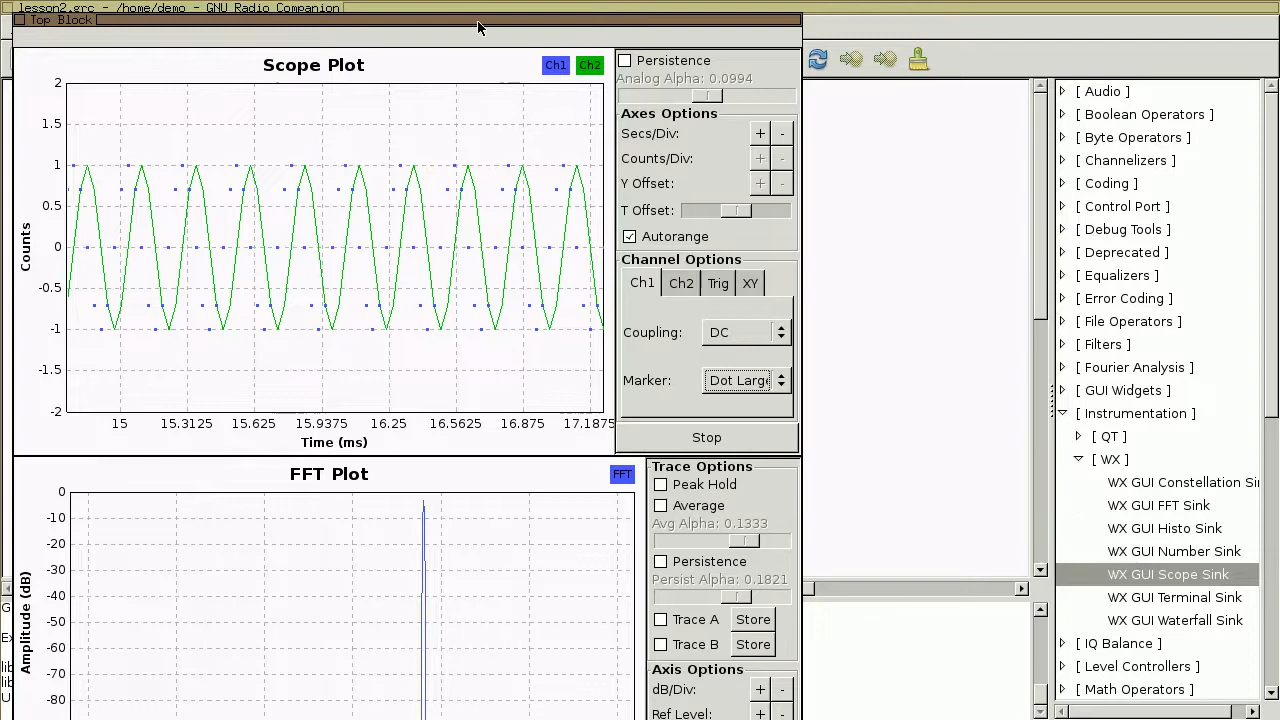 lesson2.grc - /home/demo - GNU Radio Companion
Top Block
Scope Plot
Ch1
Ch2
2
1.5
1
0.5
0
-0.5
-1
-1.5
-2
Counts
15
15.3125
15.625
15.9375
16.25
16.5625
16.875
17.1875
Time (ms)
Persistence
Analog Alpha: 0.0994
Axes Options
Secs/Div:
+
-
Counts/Div:
+
-
Y Offset:
+
-
T Offset:
Autorange
Channel Options
Ch1
Ch2
Trig
XY
Coupling:
DC
Marker:
Dot Large
Stop
FFT Plot
FFT
0
-10
-20
-30
-40
-50
-60
-70
-80
Amplitude (dB)
Trace Options
Peak Hold
Average
Avg Alpha: 0.1333
Persistence
Persist Alpha: 0.1821
Trace A
Store
Trace B
Store
Axis Options
dB/Div:
+
-
Ref Level:
+
-
[ Audio ]
[ Boolean Operators ]
[ Byte Operators ]
[ Channelizers ]
[ Coding ]
[ Control Port ]
[ Debug Tools ]
[ Deprecated ]
[ Equalizers ]
[ Error Coding ]
[ File Operators ]
[ Filters ]
[ Fourier Analysis ]
[ GUI Widgets ]
[ Instrumentation ]
[ QT ]
[ WX ]
WX GUI Constellation Si
WX GUI FFT Sink
WX GUI Histo Sink
WX GUI Number Sink
WX GUI Scope Sink
WX GUI Terminal Sink
WX GUI Waterfall Sink
[ IQ Balance ]
[ Level Controllers ]
[ Math Operators ]